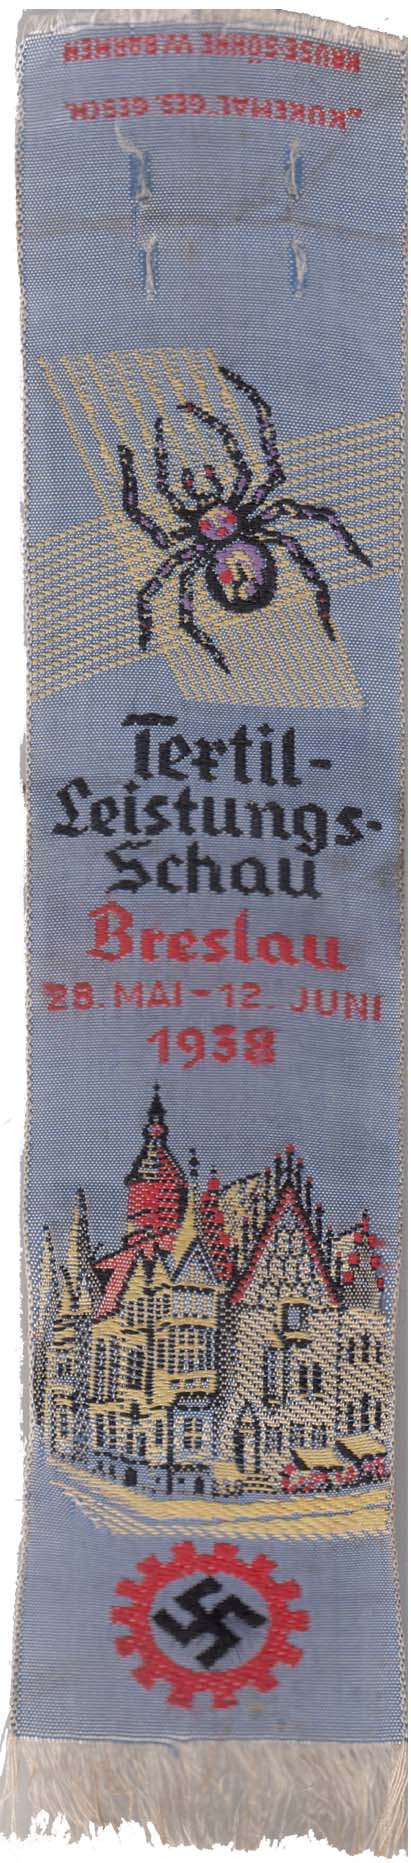 KRUSE & SÖHNE W.BARMEN
„KUKEMA" GES. GESCH.
Textil-
Leistungs-
Schau
Breslau
28. MAI-12. JUNI
1938